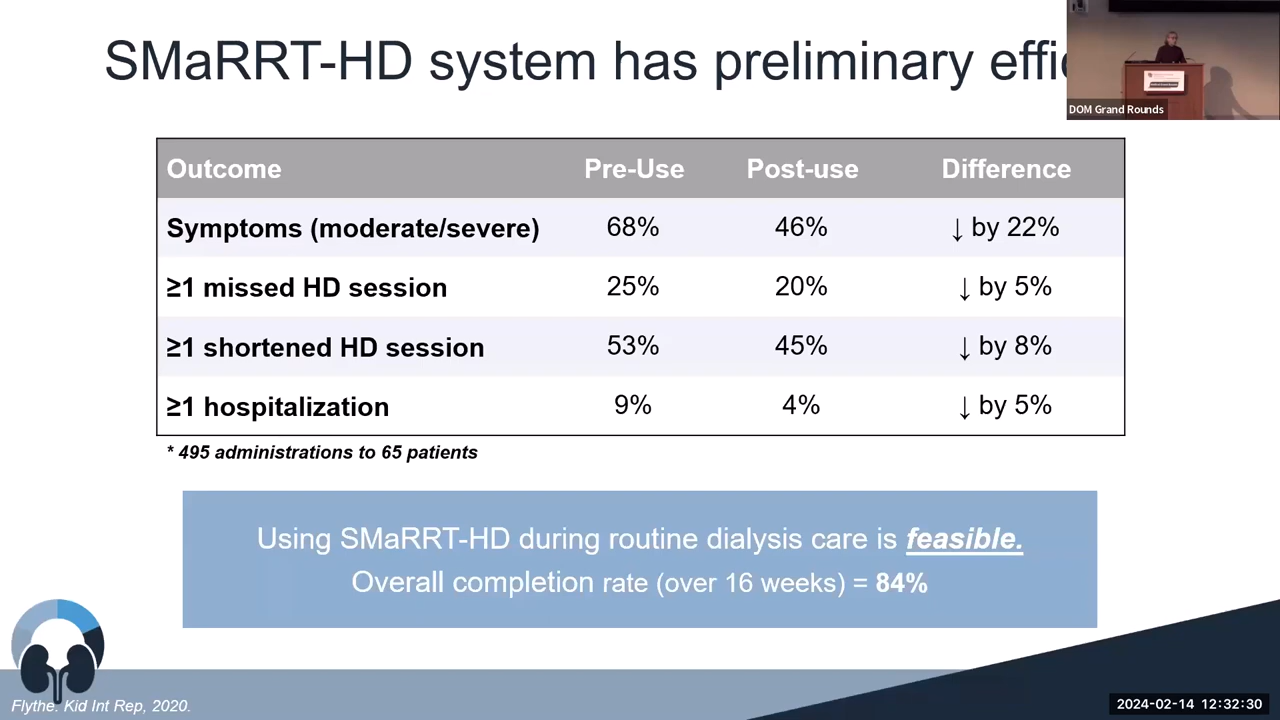 SMaRRT-HD system has preliminary
DOM Grand Rounds
Outcome Pre-Use Post-use Difference
Symptoms (moderate/severe) 68% 46% ↓ by 22%
≥1 missed HD session 25% 20% ↓ by 5%
≥1 shortened HD session 53% 45% ↓ by 8%
≥1 hospitalization 9% 4% ↓ by 5%
* 495 administrations to 65 patients
Using SMaRRT-HD during routine dialysis care is feasible.
Overall completion rate (over 16 weeks) = 84%
Flythe. Kid Int Rep, 2020.
2024-02-14 12:32:30